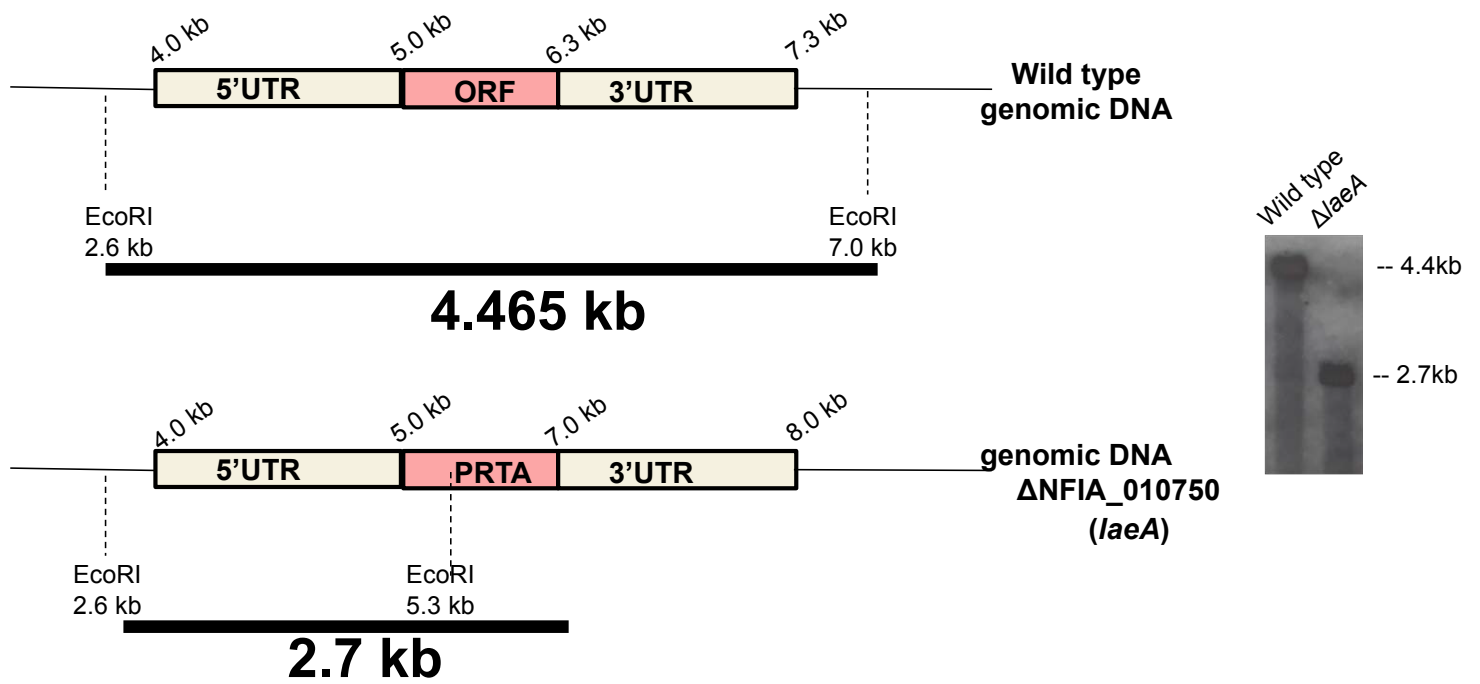 4.0 kb
5.0 kb
6.3 kb
7.3 kb
5’UTR
ORF
3’UTR
Wild type
genomic DNA
EcoRI
2.6 kb
EcoRI
7.0 kb
4.465 kb
4.0 kb
5.0 kb
7.0 kb
8.0 kb
5’UTR
PRTA
3’UTR
genomic DNA
ΔNFIA_010750
(laeA)
EcoRI
2.6 kb
EcoRI
5.3 kb
2.7 kb
Wild type
ΔlaeA
-- 4.4kb
-- 2.7kb